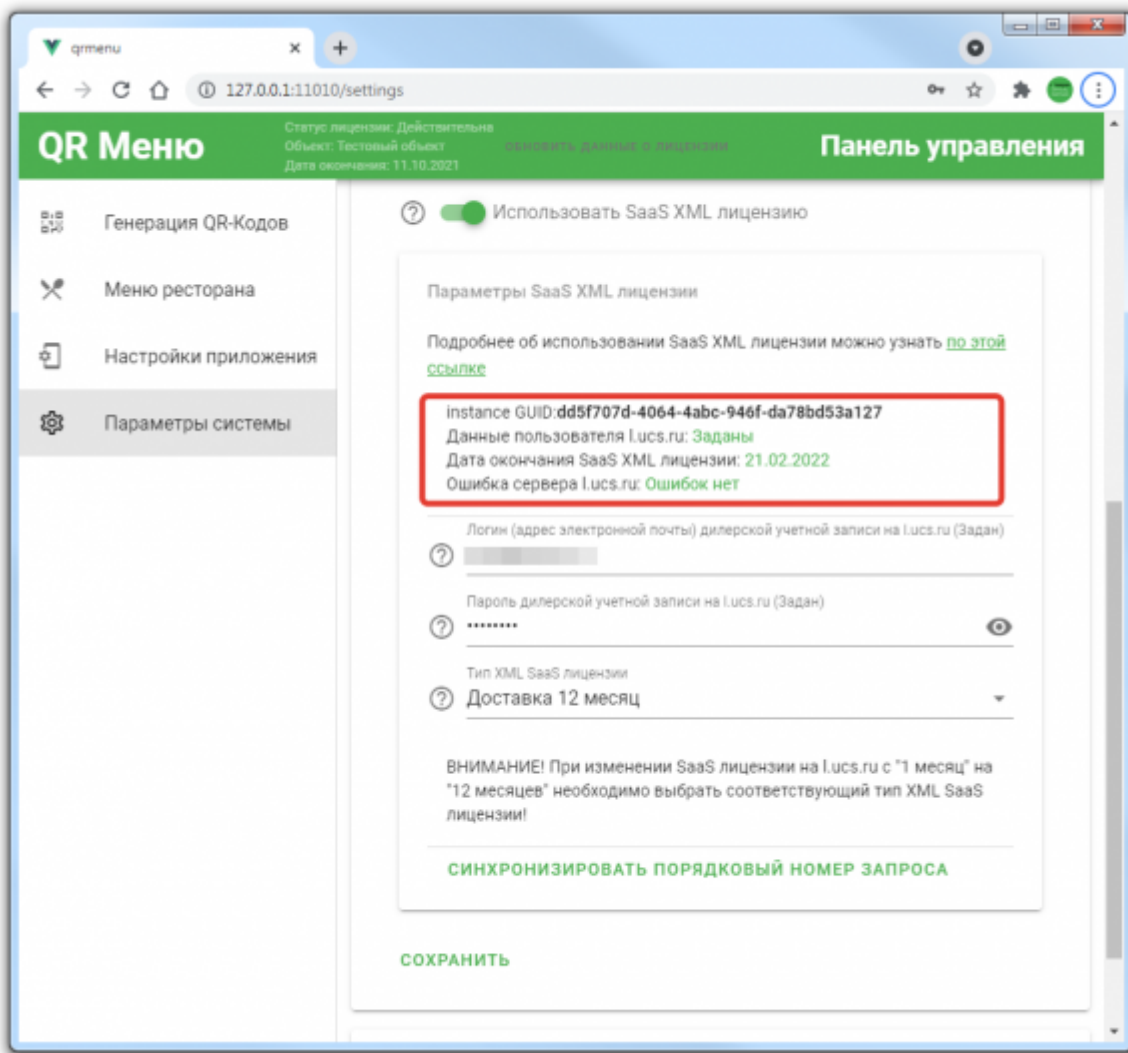 qrmenu
127.0.0.1:11010/settings
QR Меню
Статус лицензии: Действительна
Объект: Тестовый объект
Дата окончания: 11.10.2021
ОБНОВИТЬ ДАННЫЕ О ЛИЦЕНЗИИ
Панель управления
Генерация QR-Кодов
Меню ресторана
Настройки приложения
Параметры системы
Использовать SaaS XML лицензию
Параметры SaaS XML лицензии
Подробнее об использовании SaaS XML лицензии можно узнать по этой
ссылке
instance GUID:dd5f707d-4064-4abc-946f-da78bd53a127
Данные пользователя l.ucs.ru: Заданы
Дата окончания SaaS XML лицензии: 21.02.2022
Ошибка сервера l.ucs.ru: Ошибок нет
Логин (адрес электронной почты) дилерской учетной записи на l.ucs.ru (Задан)
Пароль дилерской учетной записи на l.ucs.ru (Задан)
••••••••
Тип XML SaaS лицензии
Доставка 12 месяц
ВНИМАНИЕ! При изменении SaaS лицензии на l.ucs.ru с "1 месяц" на
"12 месяцев" необходимо выбрать соответствующий тип XML SaaS
лицензии!
СИНХРОНИЗИРОВАТЬ ПОРЯДКОВЫЙ НОМЕР ЗАПРОСА
СОХРАНИТЬ